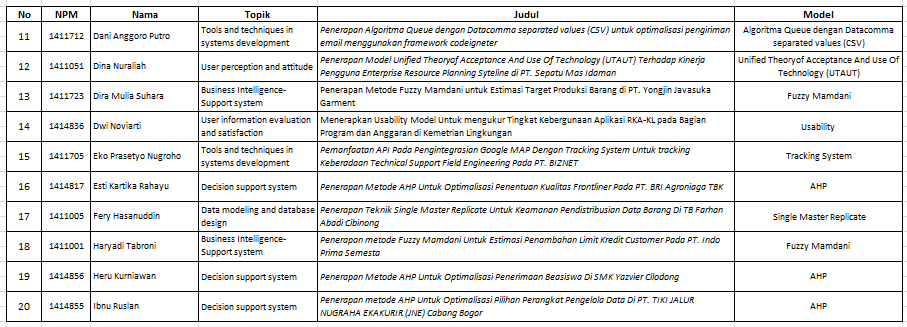 No NPM Nama Topik Judul Model
11 1411712 Dani Anggoro Putro Tools and techniques in systems development Penerapan Algoritma Queue dengan Datacomma separated values (CSV) untuk optimalisasi pengiriman email menggunakan framework codeigneter Algoritma Queue dengan Datacomma separated values (CSV)
12 1411051 Dina Nuraliah User perception and attitude Penerapan Model Unified Theoryof Acceptance And Use Of Technology (UTAUT) Terhadap Kinerja Pengguna Enterprise Resource Planning Syteline di PT. Sepatu Mas Idaman Unified Theoryof Acceptance And Use Of Technology (UTAUT)
13 1411723 Dira Mulia Suhara Business Intelligence-Support system Penerapan Metode Fuzzy Mamdani untuk Estimasi Target Produksi Barang di PT. Yongjin Javasuka Garment Fuzzy Mamdani
14 1414836 Dwi Noviarti User information evaluation and satisfaction Menerapkan Usability Model Untuk mengukur Tingkat Kebergunaan Aplikasi RKA-KL pada Bagian Program dan Anggaran di Kemetrian Lingkungan Usability
15 1411705 Eko Prasetyo Nugroho Tools and techniques in systems development Pemanfaatan API Pada Pengintegrasian Google MAP Dengan Tracking System Untuk tracking Keberadaan Technical Support Field Engineering Pada PT. BIZNET Tracking System
16 1414817 Esti Kartika Rahayu Decision support system Penerapan Metode AHP Untuk Optimalisasi Penentuan Kualitas Frontliner Pada PT. BRI Agroniaga TBK AHP
17 1411005 Fery Hasanuddin Data modeling and database design Penerapan Teknik Single Master Replicate Untuk Keamanan Pendistribusian Data Barang Di TB Farhan Abadi Cibinong Single Master Replicate
18 1411001 Haryadi Tabroni Business Intelligence-Support system Penerapan metode Fuzzy Mamdani Untuk Estimasi Penambahan Limit Kredit Customer Pada PT. Indo Prima Semesta Fuzzy Mamdani
19 1414856 Heru Kurniawan Decision support system Penerapan Metode AHP Untuk Optimalisasi Penerimaan Beasiswa Di SMK Yazvier Cilodong AHP
20 1414855 Ibnu Ruslan Decision support system Penerapan metode AHP Untuk Optimalisasi Pilihan Perangkat Pengelola Data Di PT. TIKI JALUR NUGRAHA EKAKURIR (JNE) Cabang Bogor AHP